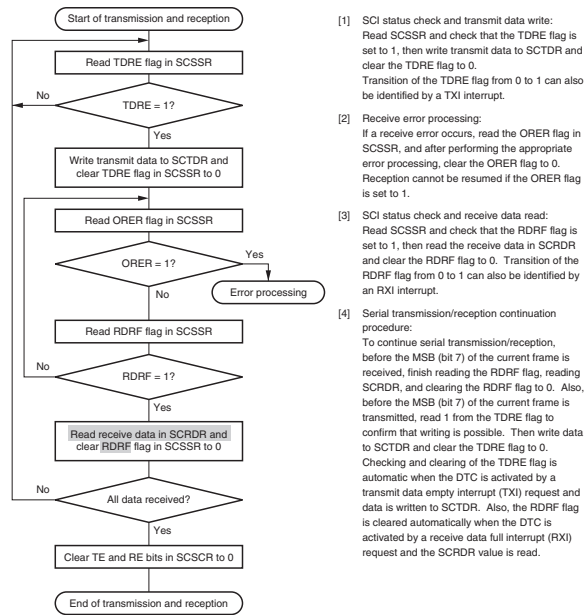 Start of transmission and reception
Read TDRE flag in SCSSR
No
TDRE = 1?
Yes
Write transmit data to SCTDR and
clear TDRE flag in SCSSR to 0
Read ORER flag in SCSSR
Yes
ORER = 1?
No
Error processing
Read RDRF flag in SCSSR
No
RDRF = 1?
Yes
Read receive data in SCRDR and
clear RDRF flag in SCSSR to 0
No
All data received?
Yes
Clear TE and RE bits in SCSCR to 0
End of transmission and reception
[1] SCI status check and transmit data write:
Read SCSSR and check that the TDRE flag is
set to 1, then write transmit data to SCTDR and
clear the TDRE flag to 0.
Transition of the TDRE flag from 0 to 1 can also
be identified by a TXI interrupt.
[2] Receive error processing:
If a receive error occurs, read the ORER flag in
SCSSR, and after performing the appropriate
error processing, clear the ORER flag to 0.
Reception cannot be resumed if the ORER flag
is set to 1.
[3] SCI status check and receive data read:
Read SCSSR and check that the RDRF flag is
set to 1, then read the receive data in SCRDR
and clear the RDRF flag to 0. Transition of the
RDRF flag from 0 to 1 can also be identified by
an RXI interrupt.
[4] Serial transmission/reception continuation
procedure:
To continue serial transmission/reception,
before the MSB (bit 7) of the current frame is
received, finish reading the RDRF flag, reading
SCRDR, and clearing the RDRF flag to 0. Also,
before the MSB (bit 7) of the current frame is
transmitted, read 1 from the TDRE flag to
confirm that writing is possible. Then write data
to SCTDR and clear the TDRE flag to 0.
Checking and clearing of the TDRE flag is
automatic when the DTC is activated by a
transmit data empty interrupt (TXI) request and
data is written to SCTDR. Also, the RDRF flag
is cleared automatically when the DTC is
activated by a receive data full interrupt (RXI)
request and the SCRDR value is read.